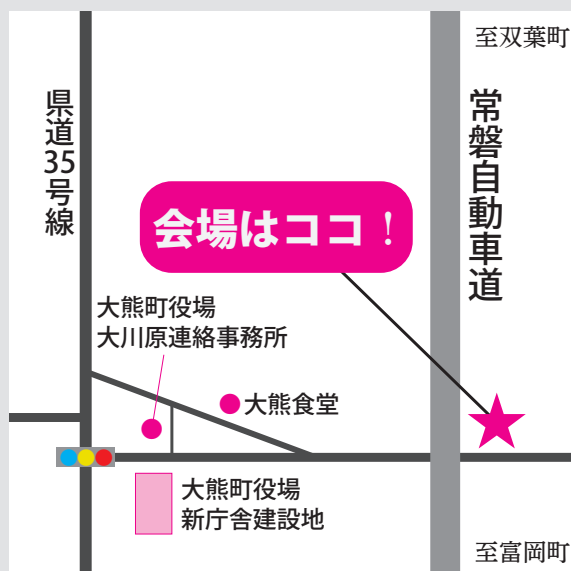 至双葉町
県道35号線
常磐自動車道
会場はココ！
大熊町役場
大川原連絡事務所
大熊食堂
大熊町役場
新庁舎建設地
至富岡町